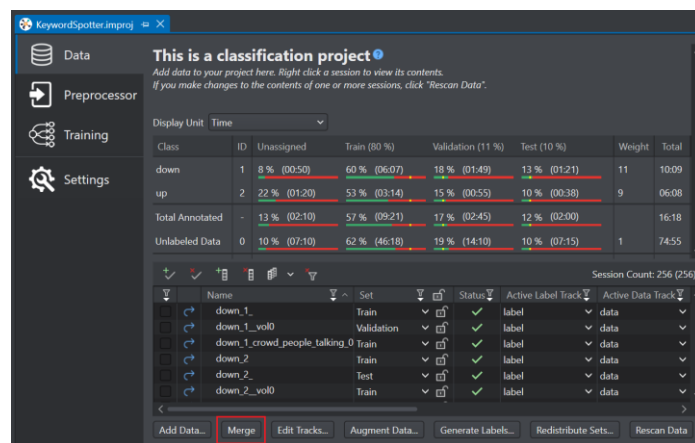 KeywordSpotter.improj
Data
Preprocessor
Training
Settings
This is a classification project
Add data to your project here. Right click a session to view its contents.
If you make changes to the contents of one or more sessions, click "Rescan Data".
Display Unit Time
Class ID Unassigned Train (80 %) Validation (11 %) Test (10 %) Weight Total
down 1 8 % (00:50) 60 % (06:07) 18 % (01:49) 13 % (01:21) 11 10:09
up 2 22 % (01:20) 53 % (03:14) 15 % (00:55) 10 % (00:38) 9 06:08
Total Annotated - 13 % (02:10) 57 % (09:21) 17 % (02:45) 12 % (02:00) 16:18
Unlabeled Data 0 10 % (07:10) 62 % (46:18) 19 % (14:10) 10 % (07:15) 1 74:55
Session Count: 256 (256)
Name Set Status Active Label Track Active Data Track
down_1_ Train label data
down_1__vol0 Validation label data
down_1_crowd_people_talking_0 Train label data
down_2 Train label data
down_2_ Test label data
down_2__vol0 Train label data
Add Data... Merge Edit Tracks... Augment Data... Generate Labels... Redistribute Sets... Rescan Data